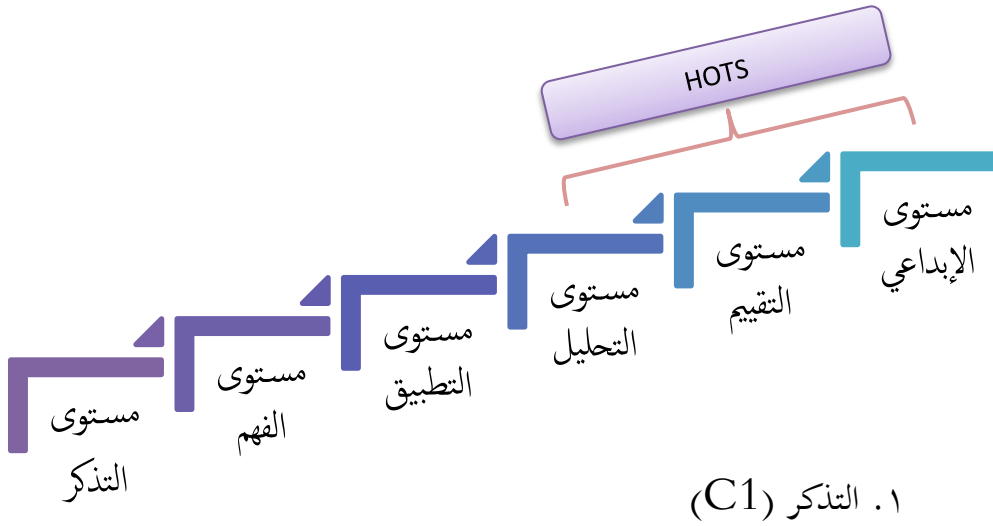 HOTS
مستوى
الإبداعي
مستوى
التقييم
مستوى
التحليل
مستوى
التطبيق
مستوى
الفهم
مستوى
التذكر
١. التذكر (C1)